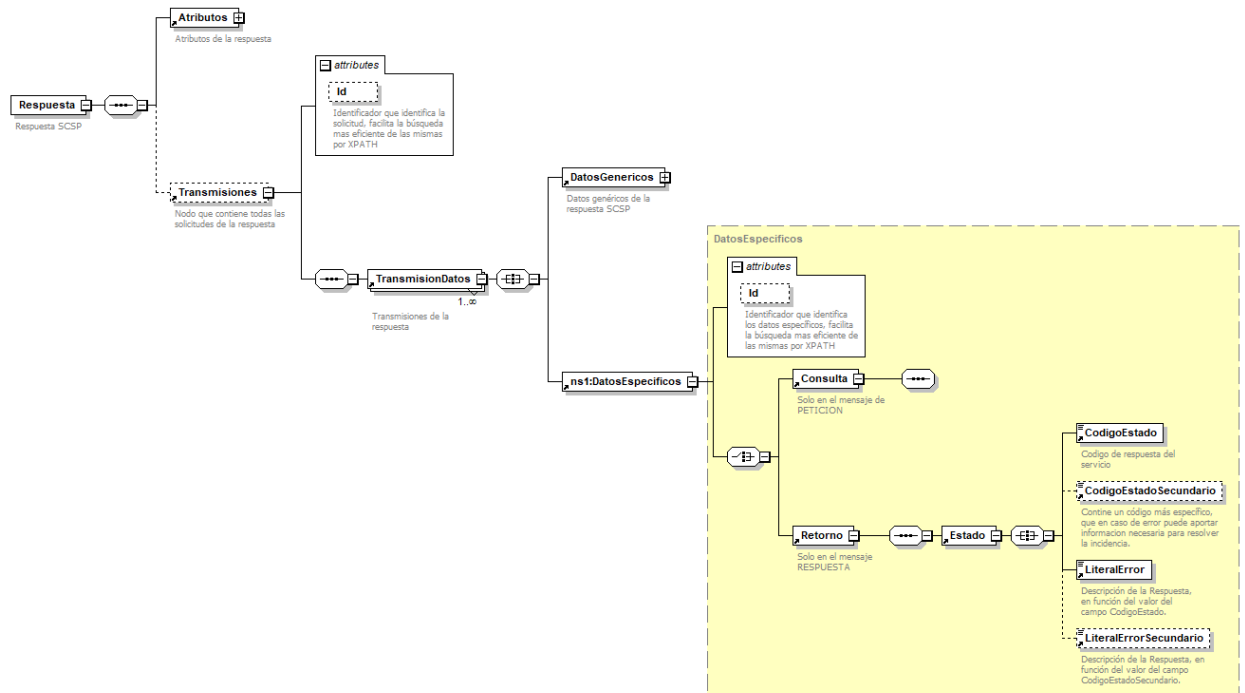 Atributos
Atributos de la respuesta
Respuesta
Respuesta SCSP
attributes
Id
Identificador que identifica la
solicitud, facilita la búsqueda
mas eficiente de las mismas
por XPATH
Transmisiones
Nodo que contiene todas las
solicitudes de la respuesta
TransmisionDatos
1..∞
Transmisiones de la
respuesta
DatosGenericos
Datos genéricos de la
respuesta SCSP
ns1:DatosEspecificos
DatosEspecificos
attributes
Id
Identificador que identifica
los datos específicos, facilita
la búsqueda mas eficiente de
las mismas por XPATH
Consulta
Solo en el mensaje de
PETICION
Retorno
Solo en el mensaje
RESPUESTA
Estado
CodigoEstado
Codigo de respuesta del
servicio
CodigoEstadoSecundario
Contine un código más específico,
que en caso de error puede aportar
informacion necesaria para resolver
la incidencia.
LiteralError
Descripción de la Respuesta,
en función del valor del
campo CodigoEstado.
LiteralErrorSecundario
Descripción de la Respuesta, en
función del valor del campo
CodigoEstadoSecundario.